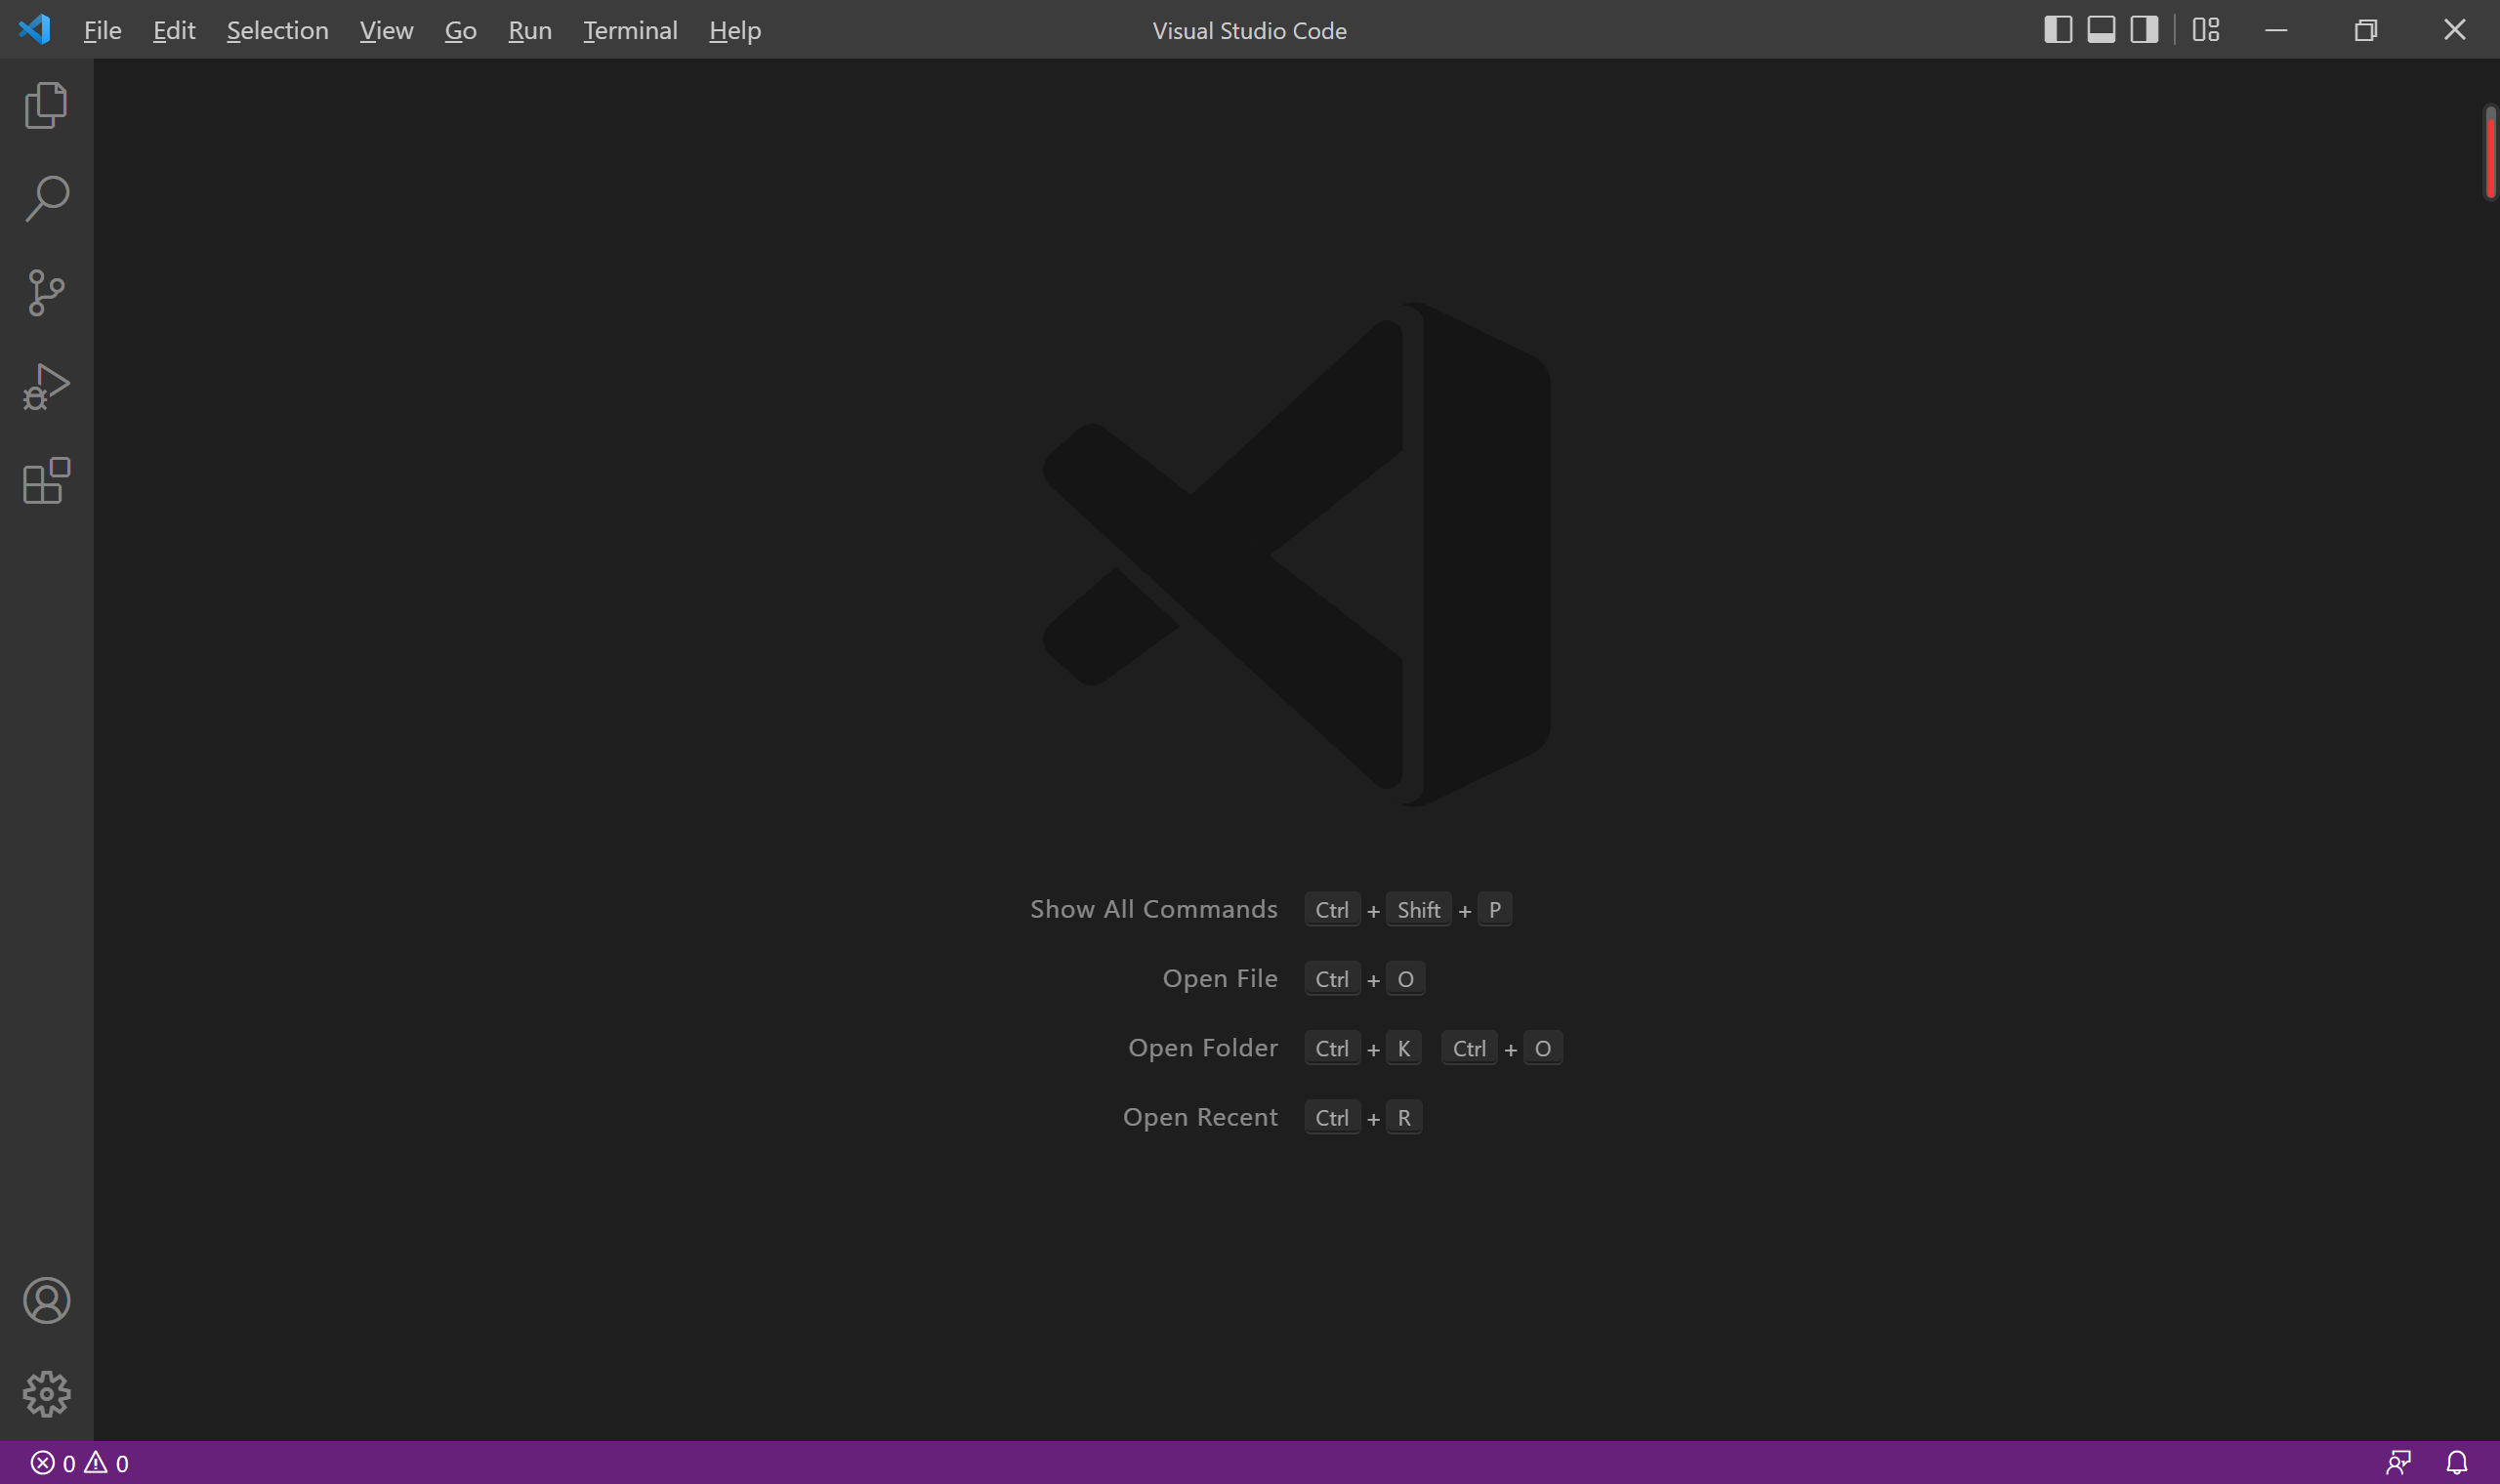 File Edit Selection View Go Run Terminal Help Visual Studio Code
Show All Commands Ctrl + Shift + P
Open File Ctrl + O
Open Folder Ctrl + K Ctrl + O
Open Recent Ctrl + R
0 0